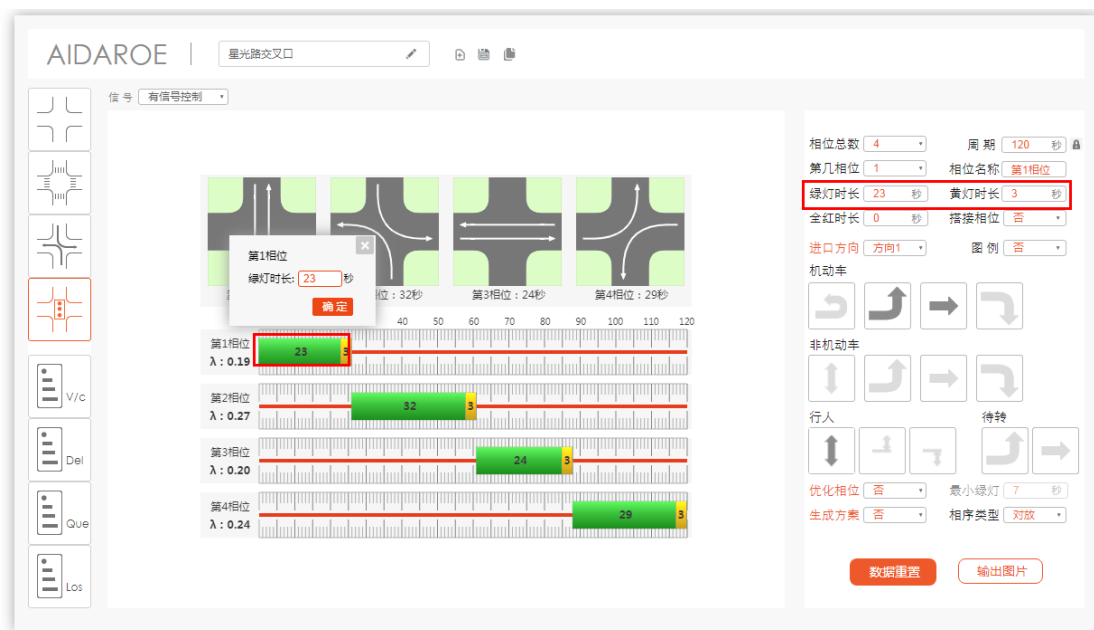 AIDAROE
星光路交叉口
信号 有信号控制
相位总数 4 周期 120 秒
第几相位 1 相位名称 第1相位
绿灯时长 23 秒 黄灯时长 3 秒
全红时长 0 秒 搭接相位 否
进口方向 方向1 图例 否
机动车
非机动车
行人 待转
优化相位 否 最小绿灯 7 秒
生成方案 否 相序类型 对放
数据重置 输出图片
第1相位
绿灯时长: 23 秒
确定
位：32秒 第3相位：24秒 第4相位：29秒
40 50 60 70 80 90 100 110 120
第1相位
λ：0.19
23 3
第2相位
λ：0.27
32 3
第3相位
λ：0.20
24 3
第4相位
λ：0.24
29 3
V/c
Del
Que
Los